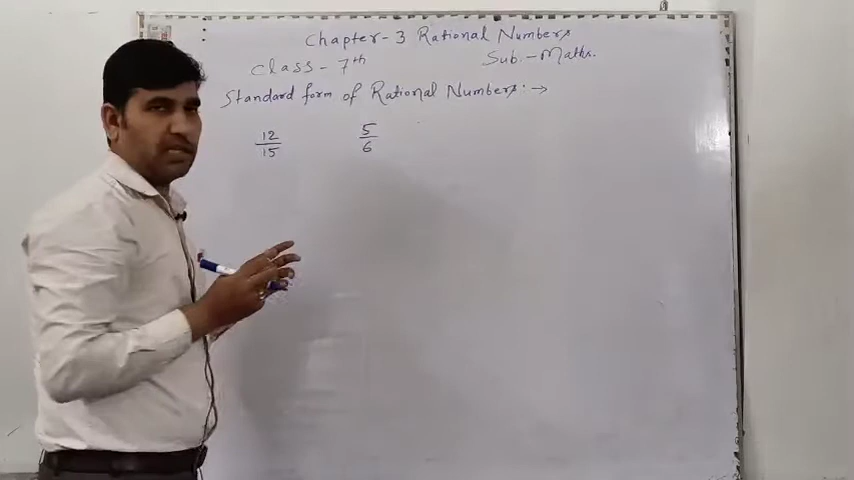 Chapter-3 Rational Numbers
Class-7th Sub.-Maths.
Standard form of Rational Numbers:→
12/15 5/6